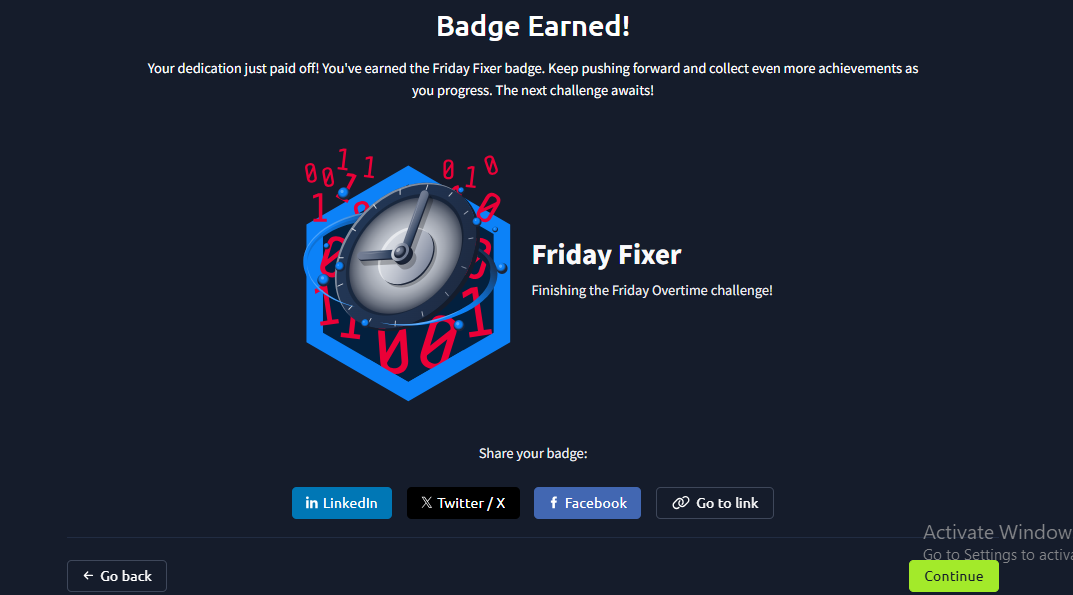 Badge Earned!
Your dedication just paid off! You've earned the Friday Fixer badge. Keep pushing forward and collect even more achievements as
you progress. The next challenge awaits!
Friday Fixer
Finishing the Friday Overtime challenge!
Share your badge:
in LinkedIn
X Twitter / X
f Facebook
Go to link
Activate Window
Go to Settings to activa
← Go back
Continue